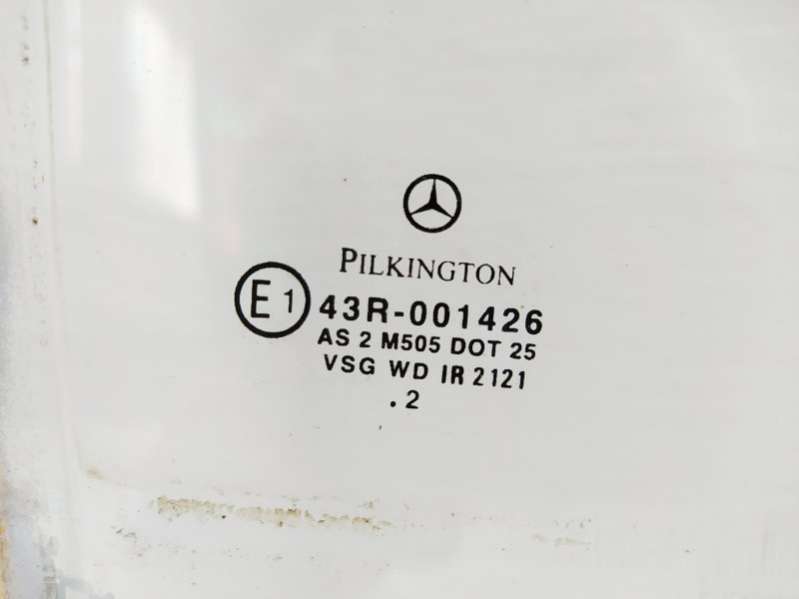 PILKINGTON
E1 43R-001426
AS 2 M505 DOT 25
VSG WD IR 2121
.2